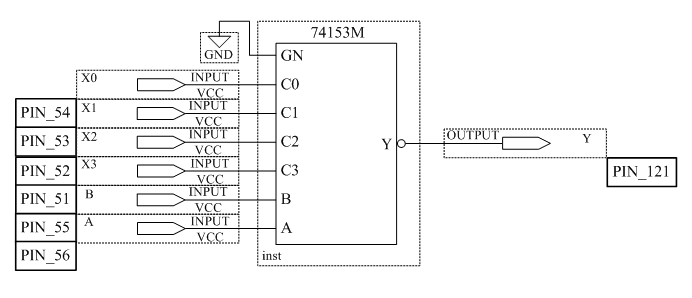 74153M
GND
GN
X0 INPUT VCC C0
PIN_54 X1 INPUT VCC C1
PIN_53 X2 INPUT VCC C2
Y OUTPUT Y
PIN_52 X3 INPUT VCC C3
PIN_121
PIN_51 B INPUT VCC B
PIN_55 A INPUT VCC A
PIN_56
inst